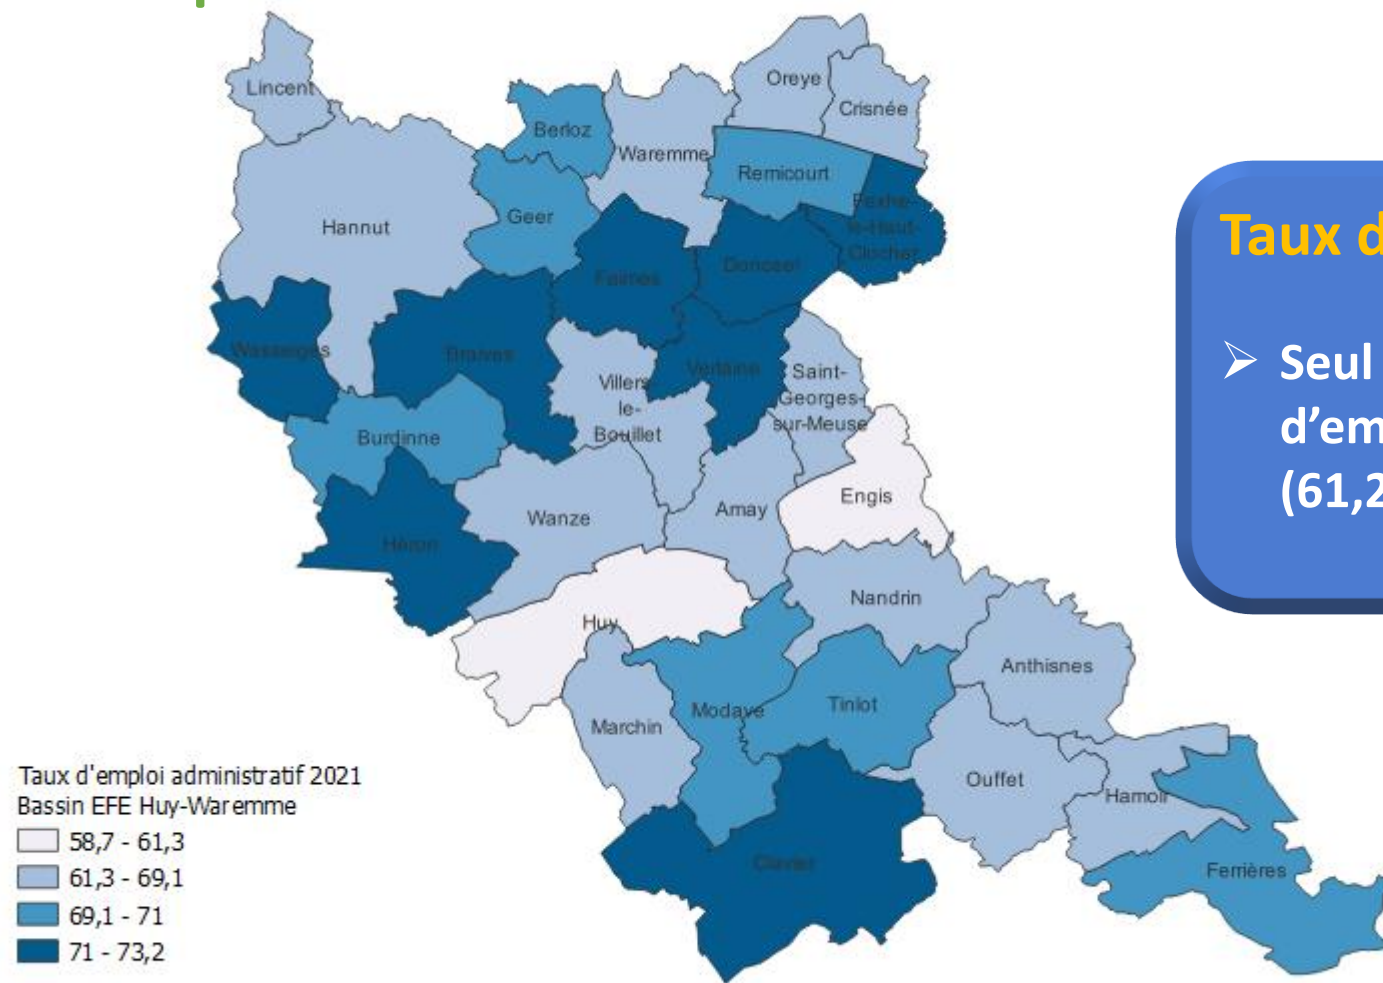 Lincent
Oreye
Crisnée
Berloz
Waremme
Remicourt
Hannut
Geer
Fexhe-
le-Haut-
Clocher
Faimes
Donceel
Wasseiges
Braives
Verlaine
Villers-
le-
Bouillet
Saint-
Georges-
sur-Meuse
Burdinne
Engis
Wanze
Amay
Héron
Nandrin
Huy
Anthisnes
Modave
Tinlot
Marchin
Ouffet
Hamoir
Clavier
Ferrières
Taux d'emploi administratif 2021
Bassin EFE Huy-Waremme
58,7 - 61,3
61,3 - 69,1
69,1 - 71
71 - 73,2
Taux d
➢ Seul
d’em
(61,2